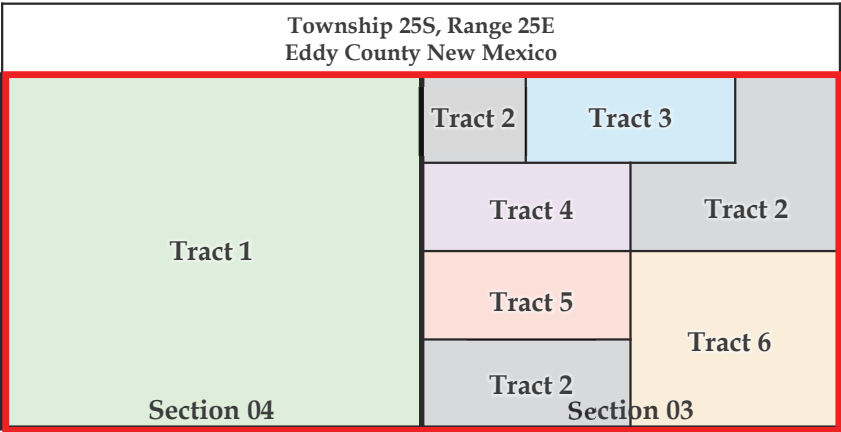 Township 25S, Range 25E
Eddy County New Mexico
Tract 2
Tract 3
Tract 4
Tract 2
Tract 1
Tract 5
Tract 6
Tract 2
Section 04
Section 03